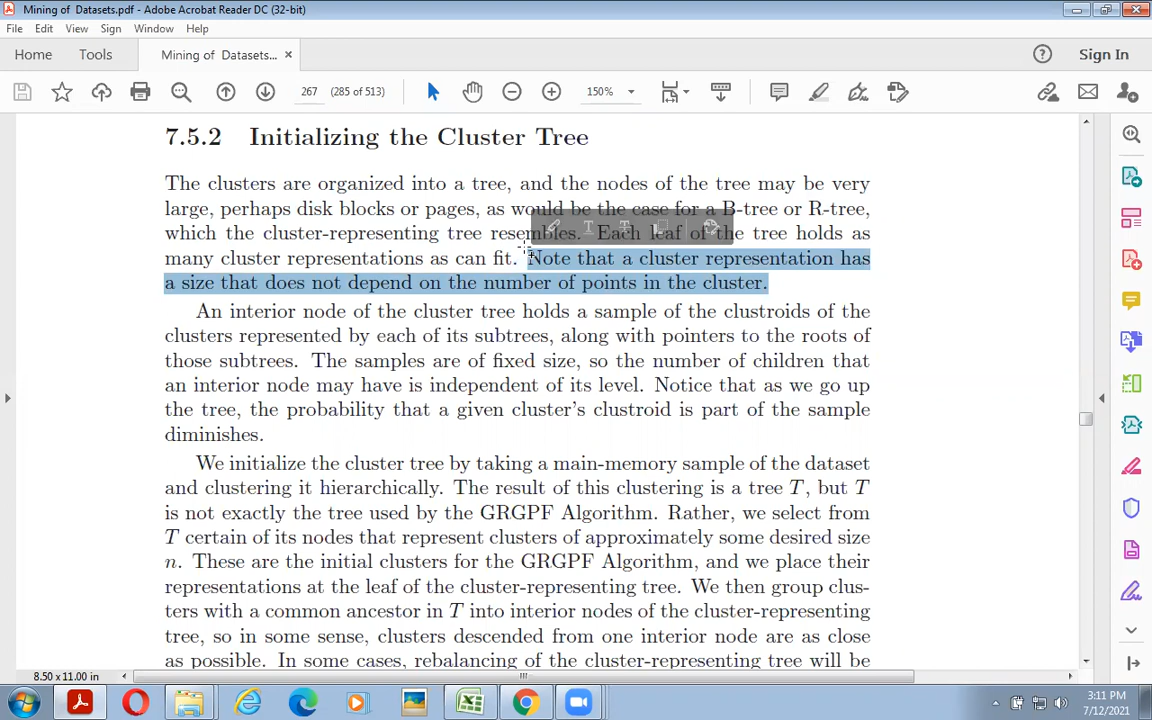 Mining of  Datasets.pdf - Adobe Acrobat Reader DC (32-bit)
File Edit View Sign Window Help
Home Tools Mining of Datasets... × Sign In
267 (285 of 513) 150%
7.5.2 Initializing the Cluster Tree
The clusters are organized into a tree, and the nodes of the tree may be very
large, perhaps disk blocks or pages, as would be the case for a B-tree or R-tree,
which the cluster-representing tree resembles. Each leaf of the tree holds as
many cluster representations as can fit. Note that a cluster representation has
a size that does not depend on the number of points in the cluster.
An interior node of the cluster tree holds a sample of the clustroids of the
clusters represented by each of its subtrees, along with pointers to the roots of
those subtrees. The samples are of fixed size, so the number of children that
an interior node may have is independent of its level. Notice that as we go up
the tree, the probability that a given cluster's clustroid is part of the sample
diminishes.
We initialize the cluster tree by taking a main-memory sample of the dataset
and clustering it hierarchically. The result of this clustering is a tree T, but T
is not exactly the tree used by the GRGPF Algorithm. Rather, we select from
T certain of its nodes that represent clusters of approximately some desired size
n. These are the initial clusters for the GRGPF Algorithm, and we place their
representations at the leaf of the cluster-representing tree. We then group clus-
ters with a common ancestor in T into interior nodes of the cluster-representing
tree, so in some sense, clusters descended from one interior node are as close
as possible. In some cases, rebalancing of the cluster-representing tree will be
8.50 x 11.00 in
3:11 PM
7/12/2021